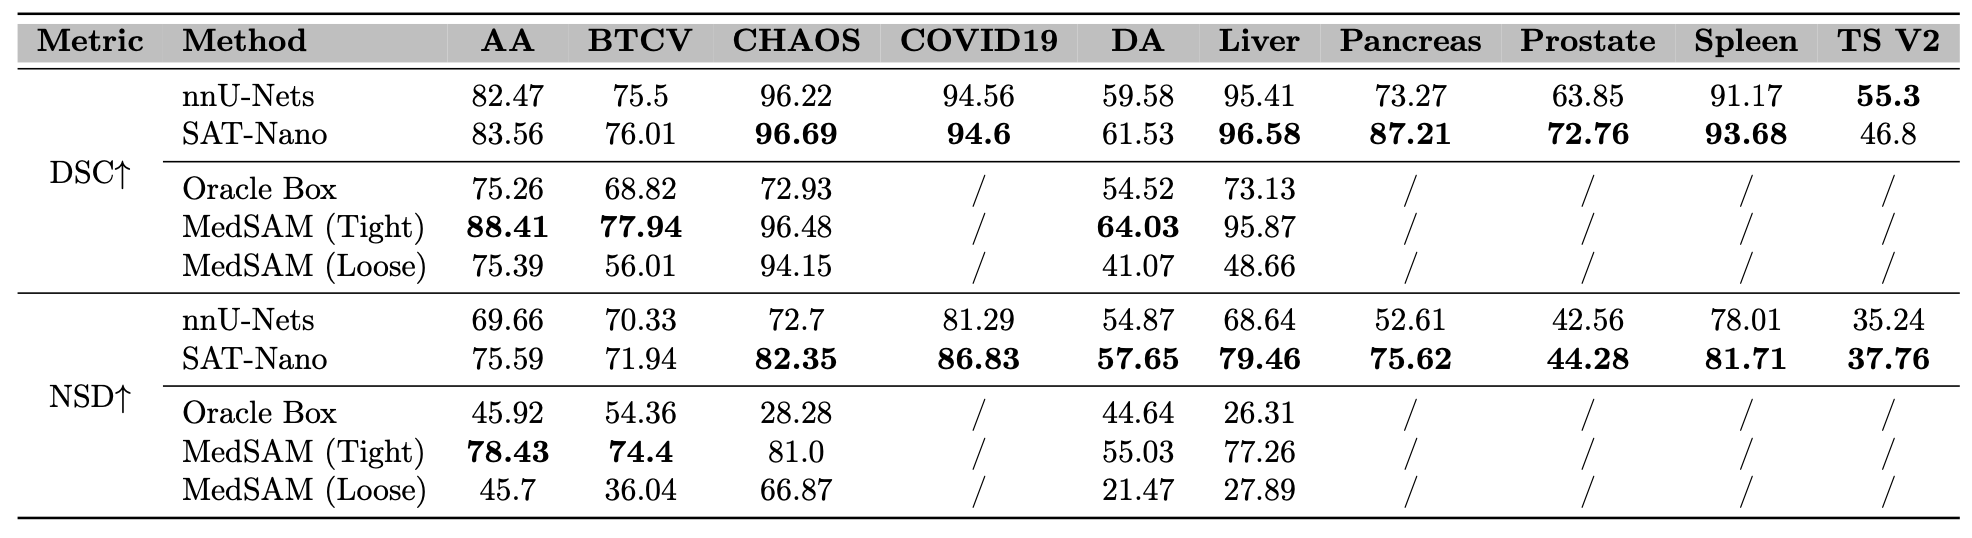 Metric Method AA BTCV CHAOS COVID19 DA Liver Pancreas Prostate Spleen TS V2
nnU-Nets 82.47 75.5 96.22 94.56 59.58 95.41 73.27 63.85 91.17 55.3
SAT-Nano 83.56 76.01 96.69 94.6 61.53 96.58 87.21 72.76 93.68 46.8
DSC↑
Oracle Box 75.26 68.82 72.93 / 54.52 73.13 / / / /
MedSAM (Tight) 88.41 77.94 96.48 / 64.03 95.87 / / / /
MedSAM (Loose) 75.39 56.01 94.15 / 41.07 48.66 / / / /
nnU-Nets 69.66 70.33 72.7 81.29 54.87 68.64 52.61 42.56 78.01 35.24
SAT-Nano 75.59 71.94 82.35 86.83 57.65 79.46 75.62 44.28 81.71 37.76
NSD↑
Oracle Box 45.92 54.36 28.28 / 44.64 26.31 / / / /
MedSAM (Tight) 78.43 74.4 81.0 / 55.03 77.26 / / / /
MedSAM (Loose) 45.7 36.04 66.87 / 21.47 27.89 / / / /